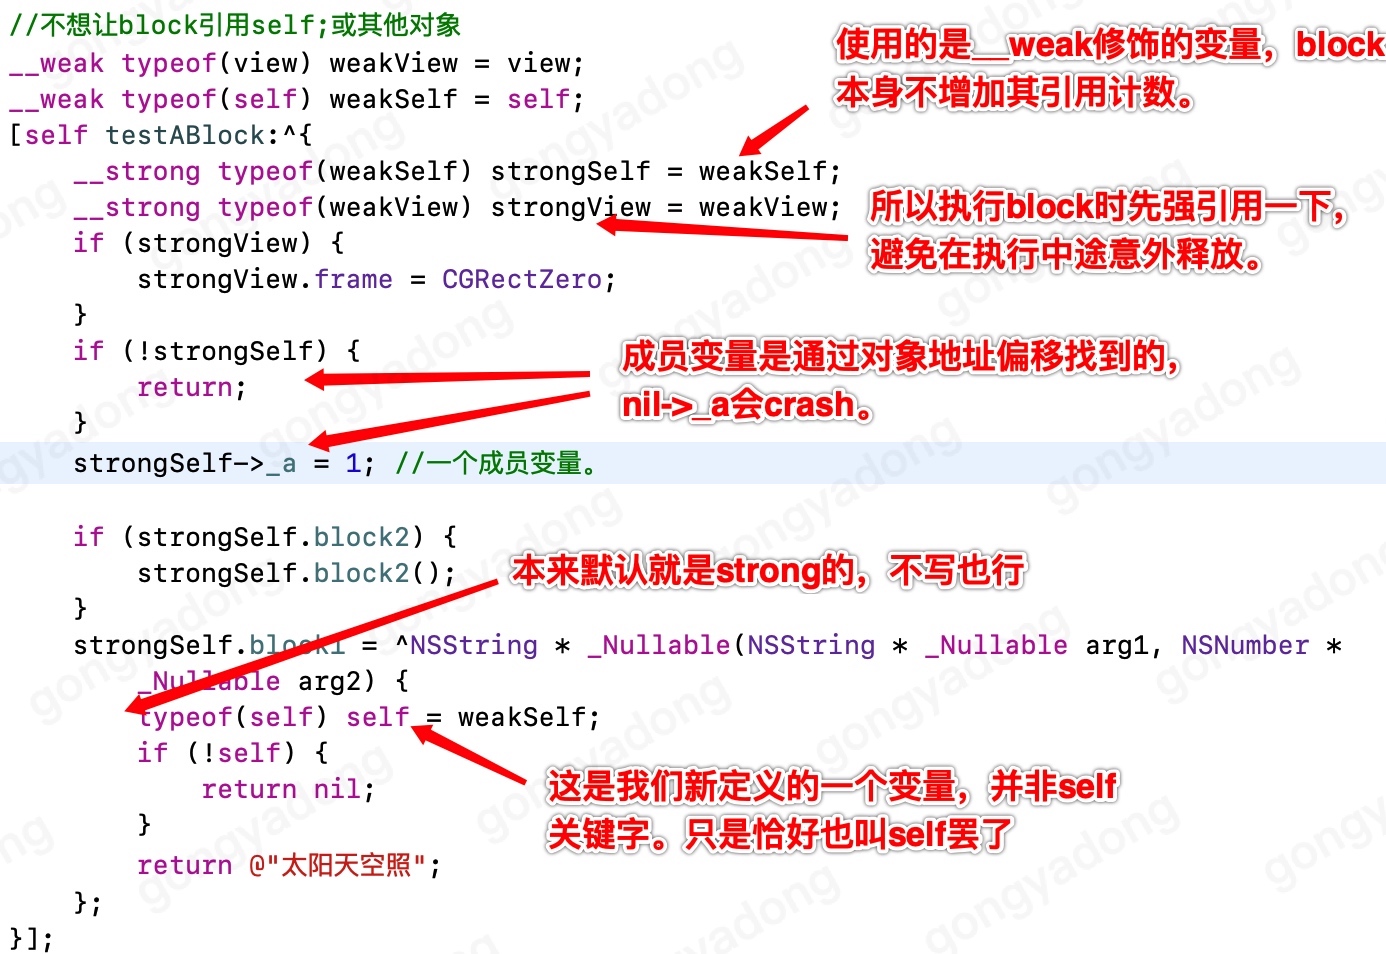 //不想让block引用self;或其他对象
__weak typeof(view) weakView = view;
__weak typeof(self) weakSelf = self;
[self testABlock:^{
__strong typeof(weakSelf) strongSelf = weakSelf;
__strong typeof(weakView) strongView = weakView;
if (strongView) {
strongView.frame = CGRectZero;
}
if (!strongSelf) {
return;
}
strongSelf->_a = 1; //一个成员变量。
if (strongSelf.block2) {
strongSelf.block2();
}
strongSelf.block1 = ^NSString * _Nullable(NSString * _Nullable arg1, NSNumber *
_Nullable arg2) {
typeof(self) self = weakSelf;
if (!self) {
return nil;
}
return @"太阳天空照";
};
}];
使用的是__weak修饰的变量，block
本身不增加其引用计数。
所以执行block时先强引用一下，
避免在执行中途意外释放。
成员变量是通过对象地址偏移找到的，
nil->_a会crash。
本来默认就是strong的，不写也行
这是我们新定义的一个变量，并非self
关键字。只是恰好也叫self罢了
gongyadong